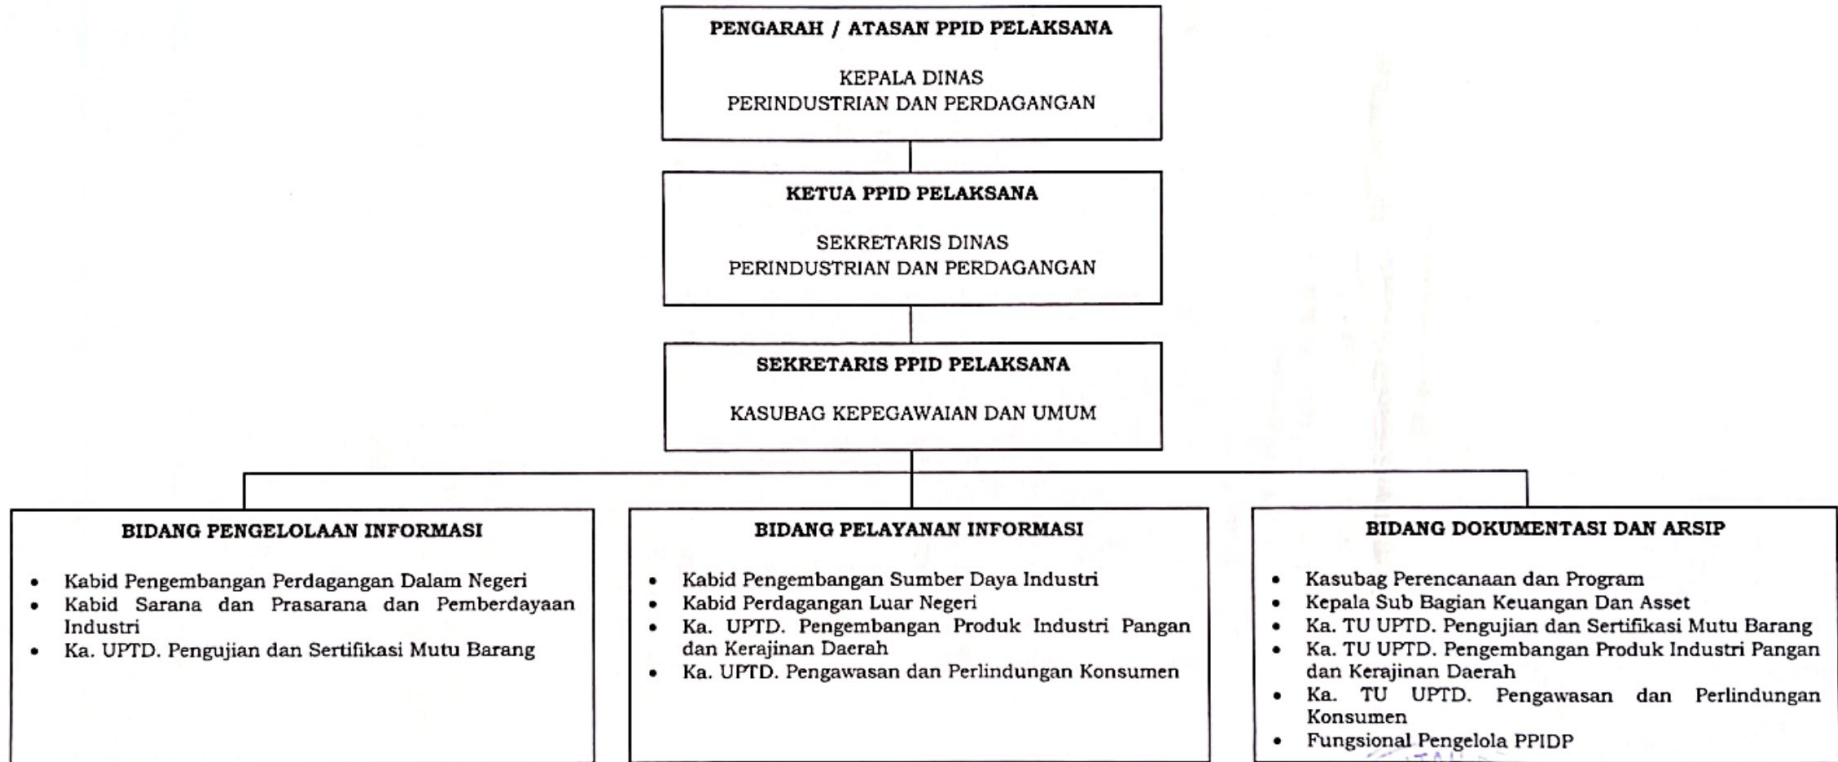 PENGARAH / ATASAN PPID PELAKSANA
KEPALA DINAS
PERINDUSTRIAN DAN PERDAGANGAN
KETUA PPID PELAKSANA
SEKRETARIS DINAS
PERINDUSTRIAN DAN PERDAGANGAN
SEKRETARIS PPID PELAKSANA
KASUBAG KEPEGAWAIAN DAN UMUM
BIDANG PENGELOLAAN INFORMASI
• Kabid Pengembangan Perdagangan Dalam Negeri
• Kabid Sarana dan Prasarana dan Pemberdayaan
Industri
• Ka. UPTD. Pengujian dan Sertifikasi Mutu Barang
BIDANG PELAYANAN INFORMASI
• Kabid Pengembangan Sumber Daya Industri
• Kabid Perdagangan Luar Negeri
• Ka. UPTD. Pengembangan Produk Industri Pangan
dan Kerajinan Daerah
• Ka. UPTD. Pengawasan dan Perlindungan Konsumen
BIDANG DOKUMENTASI DAN ARSIP
• Kasubag Perencanaan dan Program
• Kepala Sub Bagian Keuangan Dan Asset
• Ka. TU UPTD. Pengujian dan Sertifikasi Mutu Barang
• Ka. TU UPTD. Pengembangan Produk Industri Pangan
dan Kerajinan Daerah
• Ka. TU UPTD. Pengawasan dan Perlindungan
Konsumen
• Fungsional Pengelola PPIDP